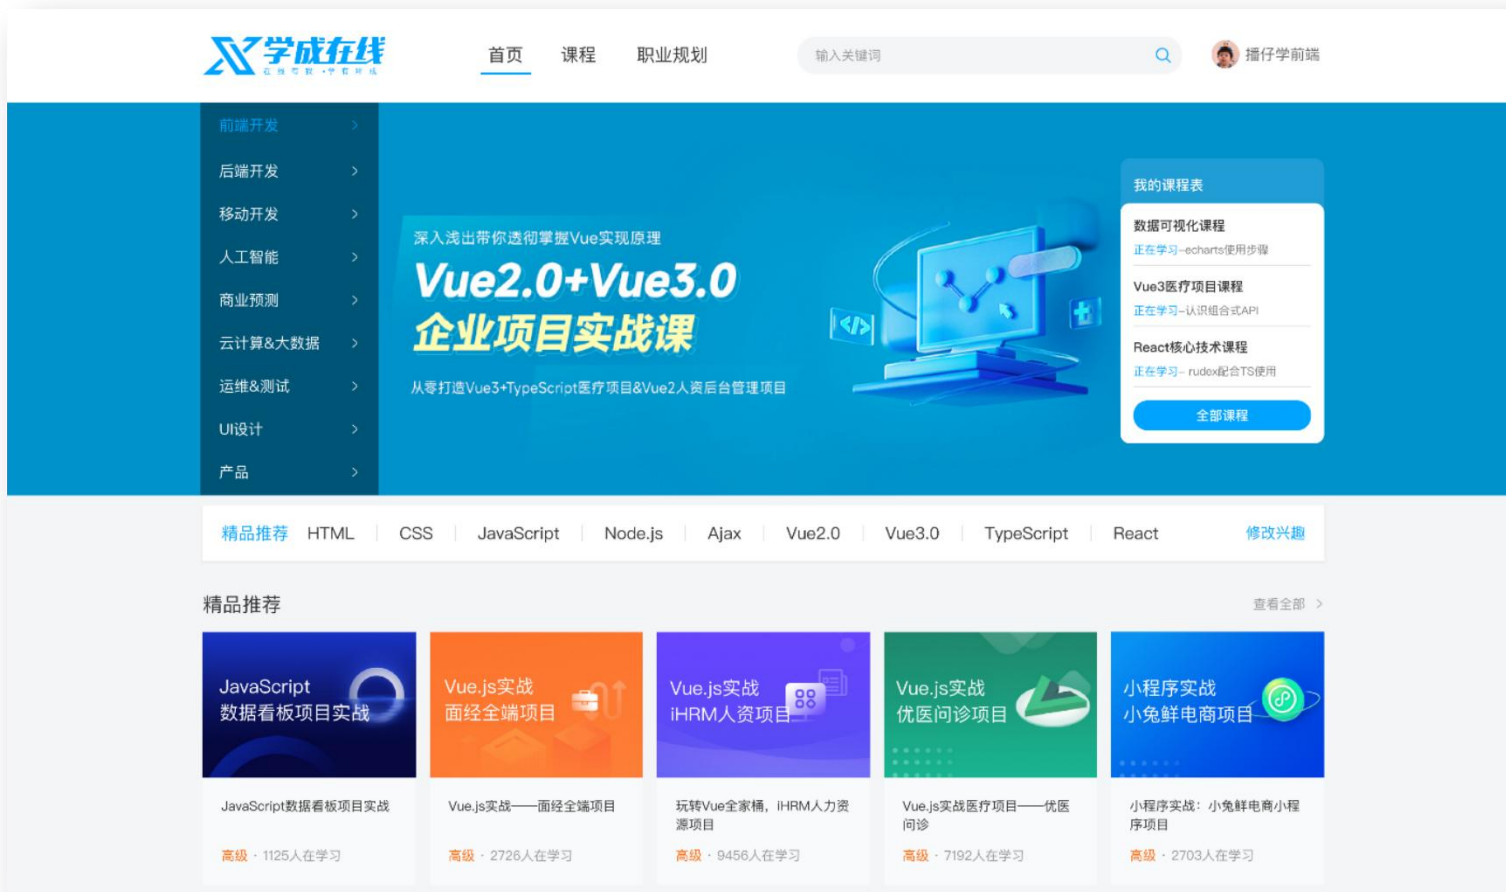 学成在线
首页 课程 职业规划 输入关键词 播仔学前端
前端开发
后端开发
移动开发
人工智能
商业预测
云计算&大数据
运维&测试
UI设计
产品
深入浅出带你透彻掌握Vue实现原理
Vue2.0+Vue3.0
企业项目实战课
从零打造Vue3+TypeScript医疗项目&Vue2人资后台管理项目
</>
我的课程表
数据可视化课程
正在学习-echarts使用步骤
Vue3医疗项目课程
正在学习-认识组合式API
React核心技术课程
正在学习- rudex配合TS使用
全部课程
精品推荐 HTML CSS JavaScript Node.js Ajax Vue2.0 Vue3.0 TypeScript React 修改兴趣
精品推荐 查看全部
JavaScript
数据看板项目实战
Vue.js实战
面经全端项目
Vue.js实战
iHRM人资项目
Vue.js实战
优医问诊项目
小程序实战
小兔鲜电商项目
JavaScript数据看板项目实战
高级 · 1125人在学习
Vue.js实战——面经全端项目
高级 · 2726人在学习
玩转Vue全家桶，iHRM人力资
源项目
高级 · 9456人在学习
Vue.js实战医疗项目——优医
问诊
高级 · 7192人在学习
小程序实战：小兔鲜电商小程
序项目
高级 · 2703人在学习